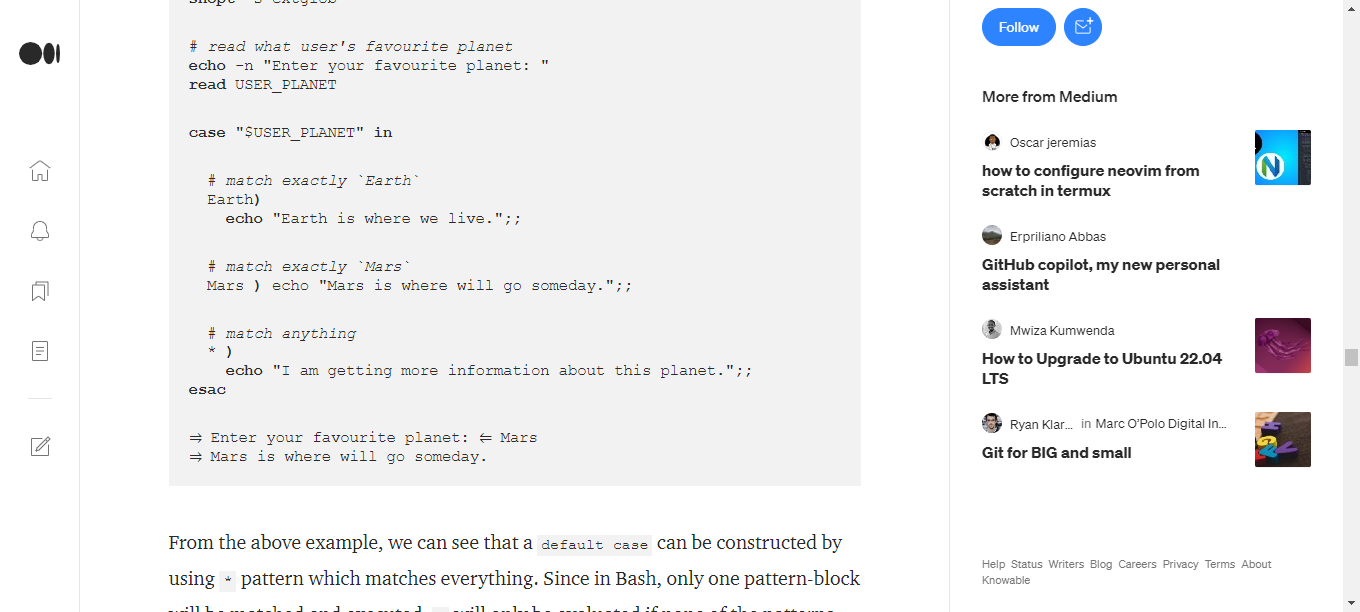 # read what user's favourite planet
echo -n "Enter your favourite planet: "
read USER_PLANET
case "$USER_PLANET" in
# match exactly `Earth`
Earth)
echo "Earth is where we live.";;
# match exactly `Mars`
Mars ) echo "Mars is where will go someday.";;
# match anything
* )
echo "I am getting more information about this planet.";;
esac
⇒ Enter your favourite planet: ⇐ Mars
⇒ Mars is where will go someday.
From the above example, we can see that a default case can be constructed by
using * pattern which matches everything. Since in Bash, only one pattern-block
Follow
More from Medium
Oscar jeremias
how to configure neovim from
scratch in termux
Erpriliano Abbas
GitHub copilot, my new personal
assistant
Mwiza Kumwenda
How to Upgrade to Ubuntu 22.04
LTS
Ryan Klar... in Marc O'Polo Digital In...
Git for BIG and small
Help Status Writers Blog Careers Privacy Terms About
Knowable